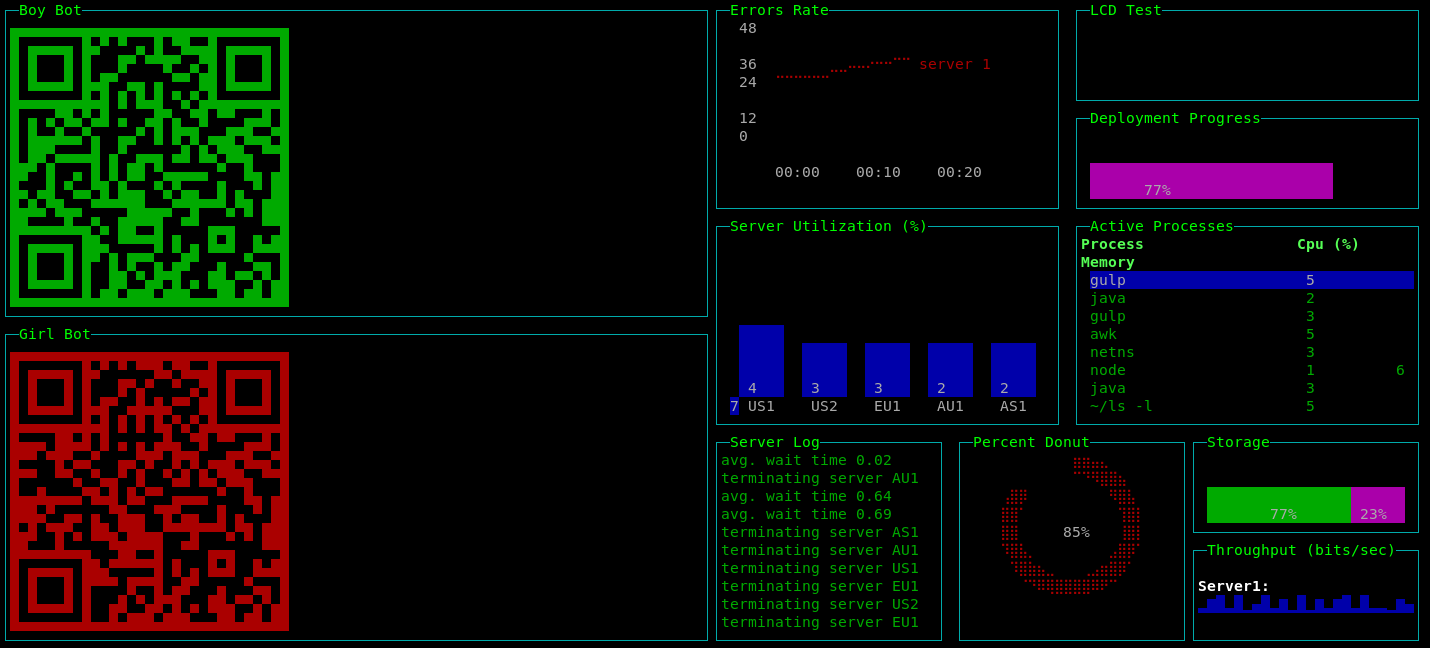 Boy Bot
Girl Bot
Errors Rate
48
36
24
12
0
server 1
00:00 00:10 00:20
Server Utilization (%)
4 3 3 2 2
7 US1 US2 EU1 AU1 AS1
Server Log
avg. wait time 0.02
terminating server AU1
avg. wait time 0.64
avg. wait time 0.69
terminating server AS1
terminating server AU1
terminating server US1
terminating server EU1
terminating server US2
terminating server EU1
LCD Test
Deployment Progress
77%
Active Processes
Process Cpu (%)
Memory
gulp 5
java 2
gulp 3
awk 5
netns 3
node 1 6
java 3
~/ls -l 5
Percent Donut
85%
Storage
77% 23%
Throughput (bits/sec)
Server1: